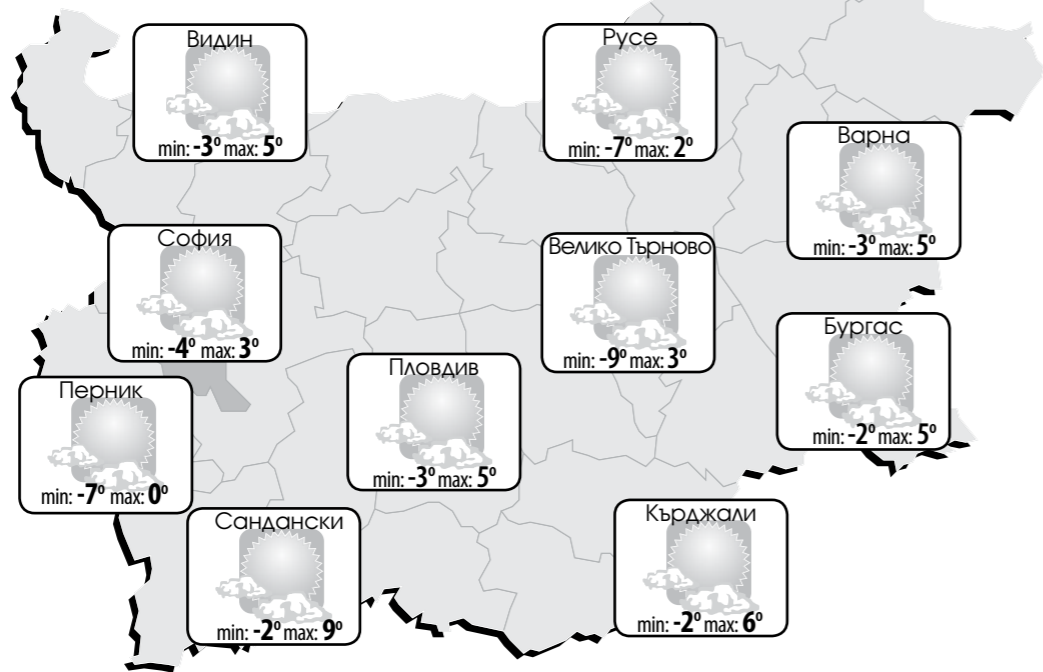 Видин
min: -3º max: 5º
Русе
min: -7º max: 2º
Варна
min: -3º max: 5º
София
min: -4º max: 3º
Велико Търново
min: -9º max: 3º
Бургас
min: -2º max: 5º
Пловдив
min: -3º max: 5º
Перник
min: -7º max: 0º
Сандански
min: -2º max: 9º
Кърджали
min: -2º max: 6º